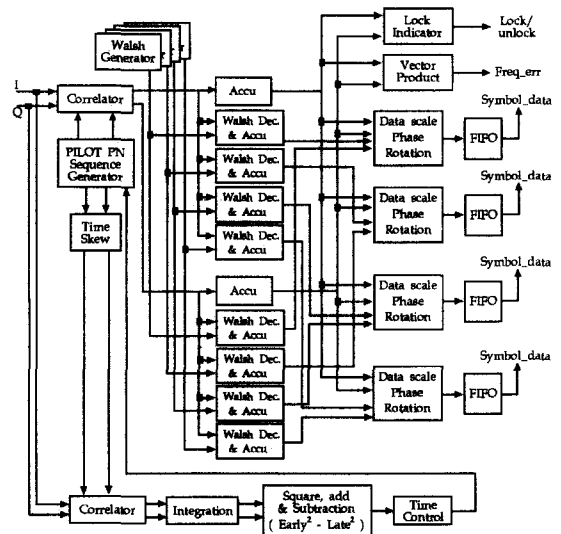 Walsh
Generator
r
I
Q
Correlator
PILOT PN
Sequence
Generator
Time
Skew
Accu
Walsh Dec.
& Accu
Walsh Dec.
& Accu
Walsh Dec.
& Accu
Walsh Dec.
& Accu
Accu
Walsh Dec.
& Accu
Walsh Dec.
& Accu
Walsh Dec.
& Accu
Walsh Dec.
& Accu
Lock
Indicator
Lock/
unlock
Vector
Product
Freq_err
Data scale
Phase
Rotation
FIFO
Symbol_data
Data scale
Phase
Rotation
FIFO
Symbol_data
Data scale
Phase
Rotation
FIFO
Symbol_data
Data scale
Phase
Rotation
FIFO
Symbol_data
Correlator
Integration
Square, add
& Subtraction
( Early² - Late² )
Time
Control